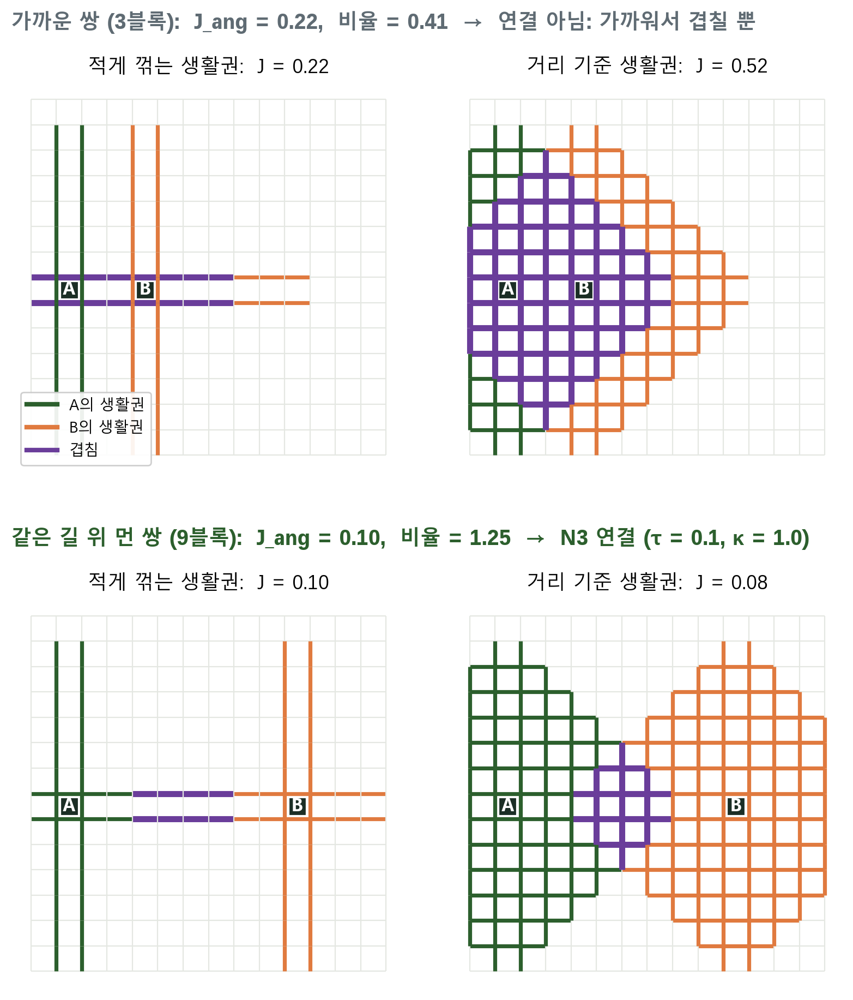 가까운 쌍 (3블록): J_ang = 0.22, 비율 = 0.41 → 연결 아님: 가까워서 겹칠 뿐
적게 꺾는 생활권: J = 0.22
거리 기준 생활권: J = 0.52
A
B
A
B
A의 생활권
B의 생활권
겹침
같은 길 위 먼 쌍 (9블록): J_ang = 0.10, 비율 = 1.25 → N3 연결 (τ = 0.1, κ = 1.0)
적게 꺾는 생활권: J = 0.10
거리 기준 생활권: J = 0.08
A
B
A
B